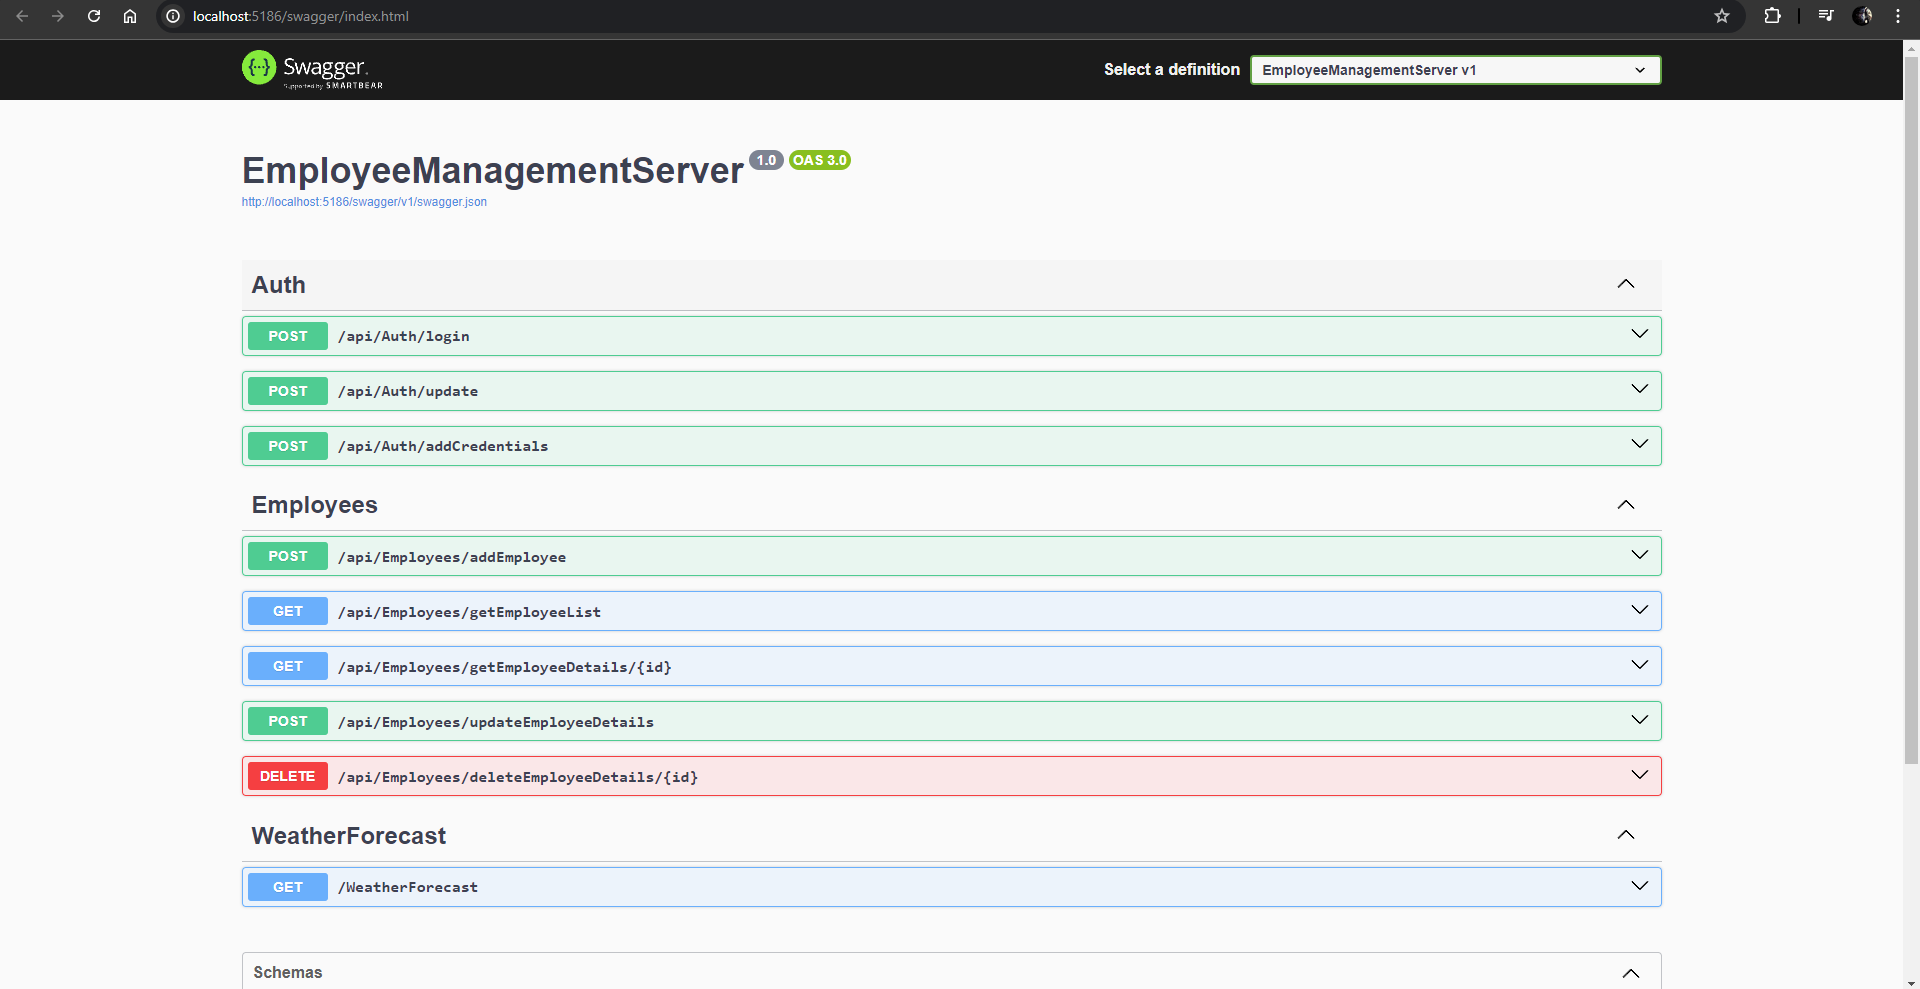 localhost:5186/swagger/index.html
{···} Swagger.
Supported by SMARTBEAR
Select a definition
EmployeeManagementServer v1
EmployeeManagementServer 1.0 OAS 3.0
http://localhost:5186/swagger/v1/swagger.json
Auth
POST /api/Auth/login
POST /api/Auth/update
POST /api/Auth/addCredentials
Employees
POST /api/Employees/addEmployee
GET /api/Employees/getEmployeeList
GET /api/Employees/getEmployeeDetails/{id}
POST /api/Employees/updateEmployeeDetails
DELETE /api/Employees/deleteEmployeeDetails/{id}
WeatherForecast
GET /WeatherForecast
Schemas